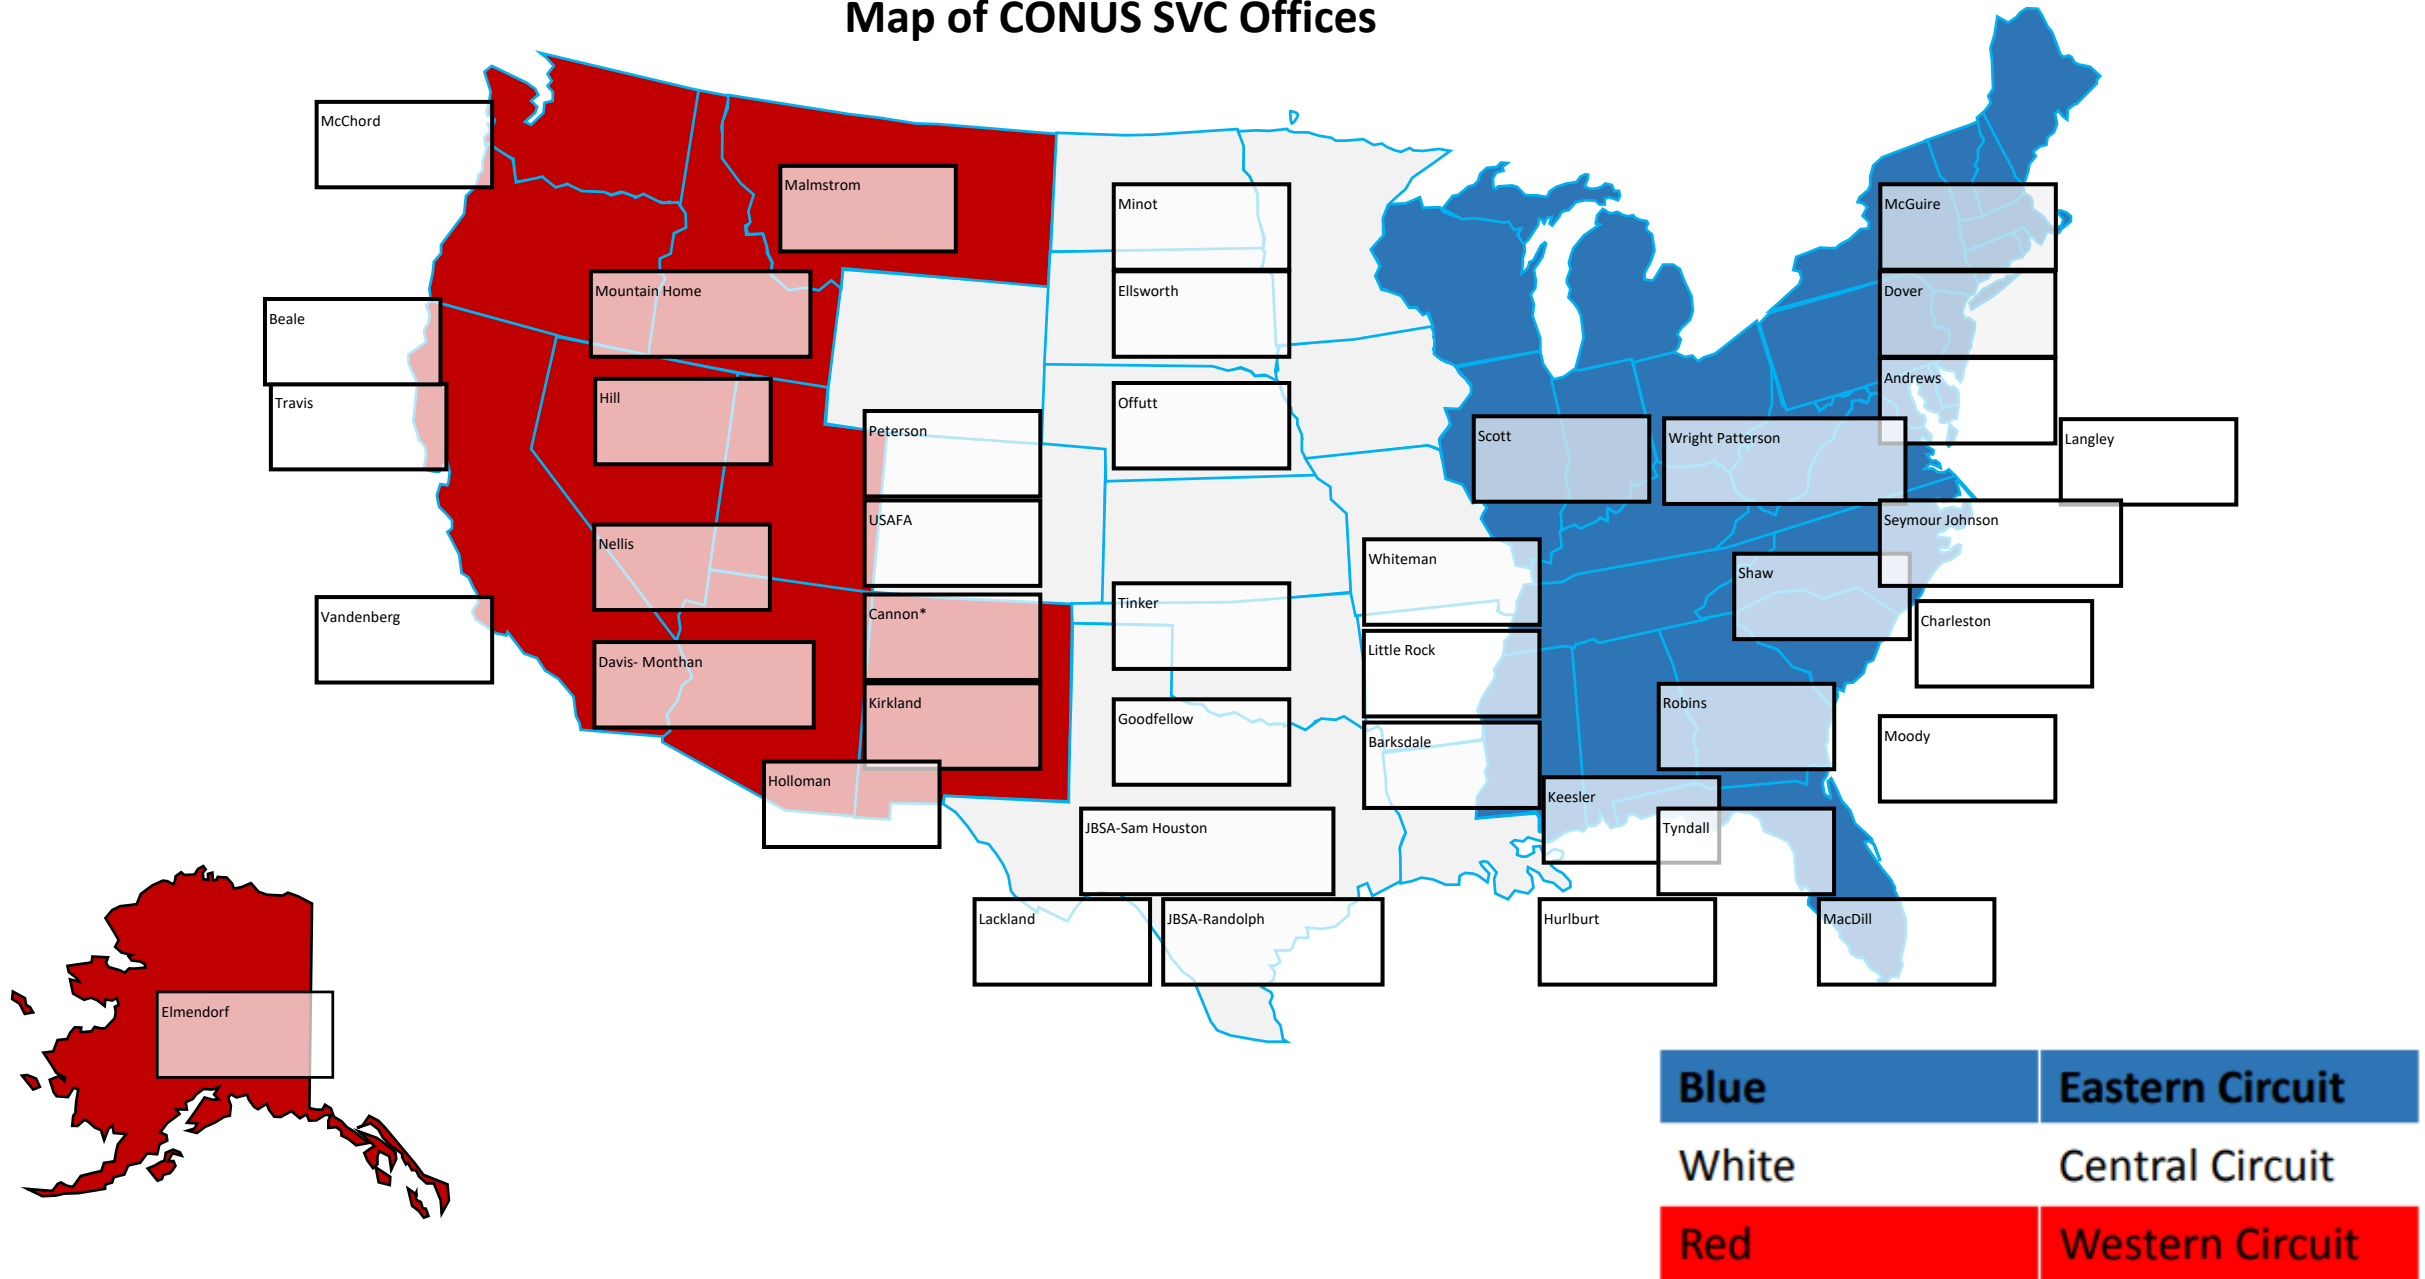 Map of CONUS SVC Offices
McChord
Malmstrom
Minot
McGuire
Mountain Home
Ellsworth
Dover
Beale
Andrews
Travis
Hill
Offutt
Peterson
Scott
Wright Patterson
Langley
USAFA
Seymour Johnson
Nellis
Whiteman
Shaw
Vandenberg
Cannon*
Tinker
Charleston
Davis- Monthan
Little Rock
Kirkland
Goodfellow
Robins
Barksdale
Moody
Holloman
Keesler
JBSA-Sam Houston
Tyndall
Lackland
JBSA-Randolph
Hurlburt
MacDill
Elmendorf
Blue Eastern Circuit
White Central Circuit
Red Western Circuit